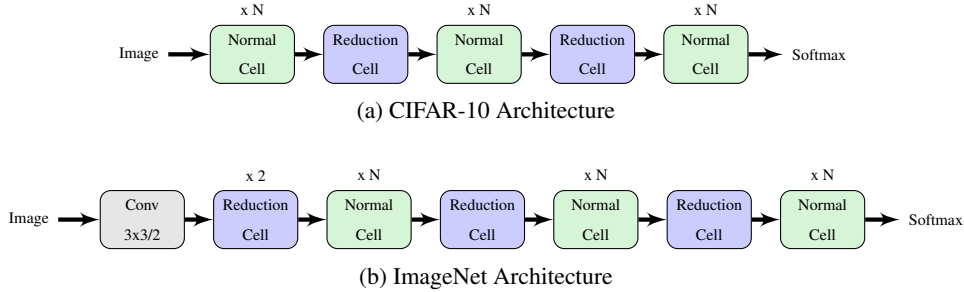 x N x N x N
Image Normal Reduction Normal Reduction Normal Softmax
Cell Cell Cell Cell Cell
(a) CIFAR-10 Architecture
x 2 x N x N x N
Image Conv Reduction Normal Reduction Normal Reduction Normal Softmax
3x3/2 Cell Cell Cell Cell Cell Cell
(b) ImageNet Architecture